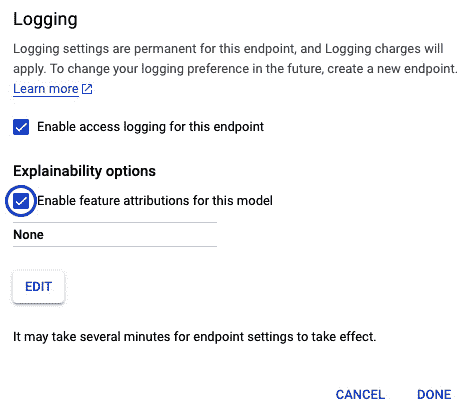 Logging
Logging settings are permanent for this endpoint, and Logging charges will
apply. To change your logging preference in the future, create a new endpoint.
Learn more
Enable access logging for this endpoint
Explainability options
Enable feature attributions for this model
None
EDIT
It may take several minutes for endpoint settings to take effect.
CANCEL DONE